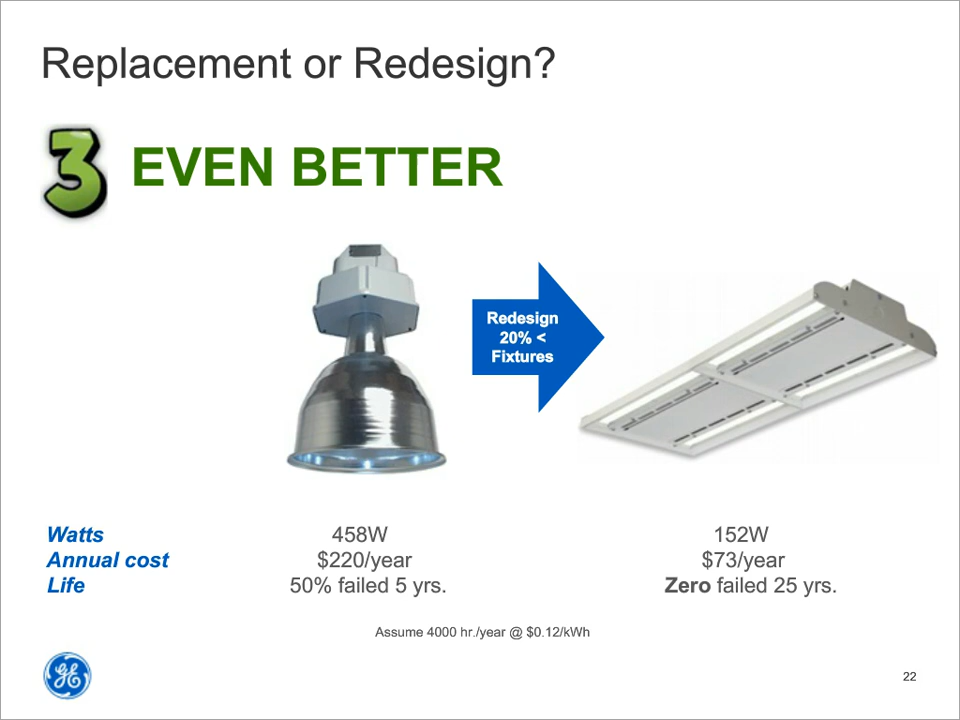 Replacement or Redesign?
3 EVEN BETTER
Redesign
20% <
Fixtures
Watts 458W 152W
Annual cost $220/year $73/year
Life 50% failed 5 yrs. Zero failed 25 yrs.
Assume 4000 hr./year @ $0.12/kWh
GE
22